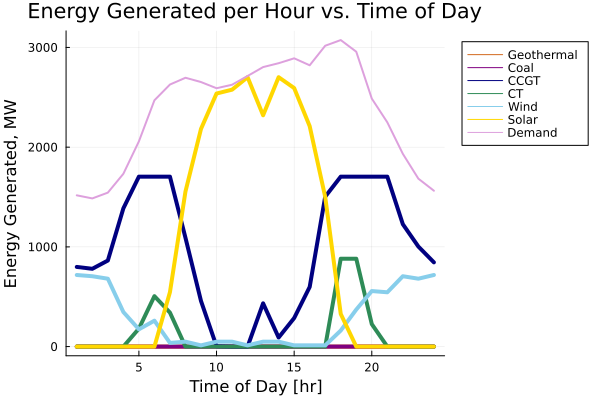 Energy Generated per Hour vs. Time of Day
Energy Generated, MW
3000
2000
1000
0
5
10
15
20
Time of Day [hr]
Geothermal
Coal
CCGT
CT
Wind
Solar
Demand